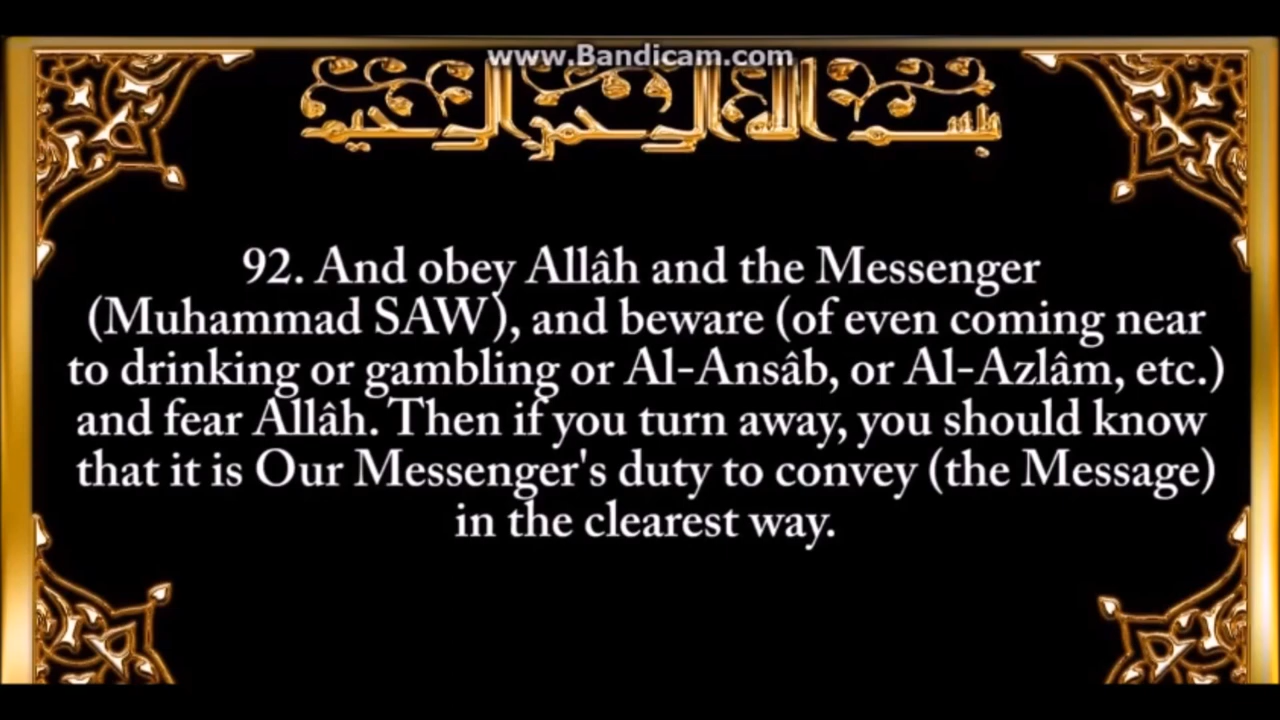 www.Bandicam.com
بسم الله الرحمن الرحيم
92. And obey Allâh and the Messenger
(Muhammad SAW), and beware (of even coming near
to drinking or gambling or Al-Ansâb, or Al-Azlâm, etc.)
and fear Allâh. Then if you turn away, you should know
that it is Our Messenger's duty to convey (the Message)
in the clearest way.